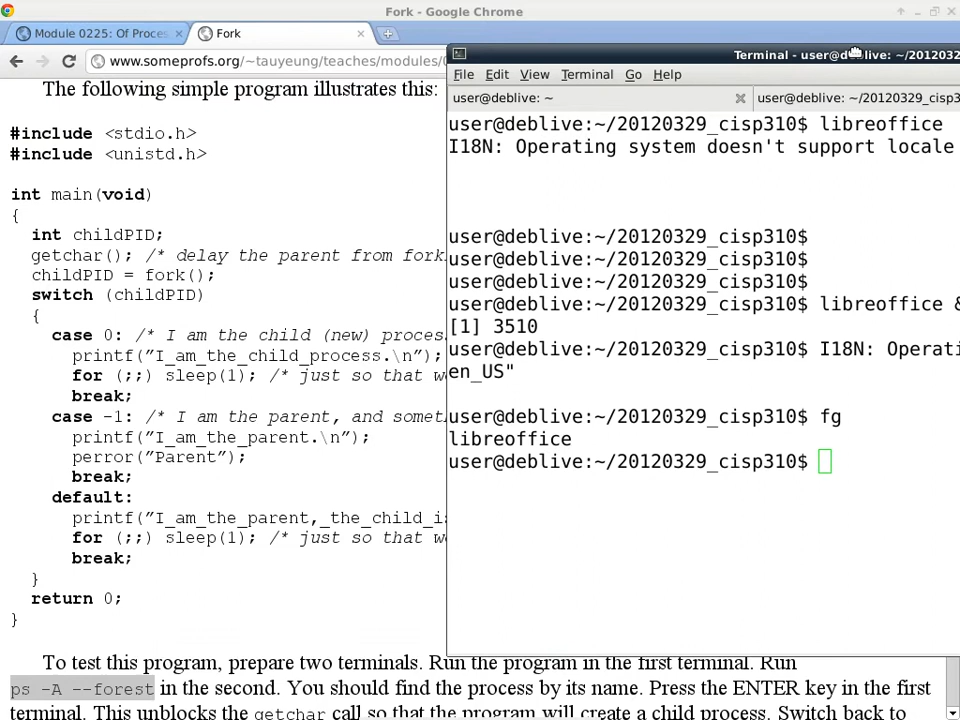 Fork - Google Chrome
Module 0225: Of Proces
Fork
www.someprofs.org/~tauyeung/teaches/modules/0
The following simple program illustrates this:
#include <stdio.h>
#include <unistd.h>
int main(void)
{
int childPID;
getchar(); /* delay the parent from fork
childPID = fork();
switch (childPID)
{
case 0: /* I am the child (new) proces
printf("I_am_the_child_process.\n");
for (;;) sleep(1); /* just so that w
break;
case -1: /* I am the parent, and somet
printf("I_am_the_parent.\n");
perror("Parent");
break;
default:
printf("I_am_the_parent,_the_child_i
for (;;) sleep(1); /* just so that w
break;
}
return 0;
}
To test this program, prepare two terminals. Run the program in the first terminal. Run
ps -A --forest in the second. You should find the process by its name. Press the ENTER key in the first
terminal. This unblocks the getchar call so that the program will create a child process. Switch back to
Terminal - user@deblive: ~/2012032
File Edit View Terminal Go Help
user@deblive: ~
user@deblive: ~/20120329_cisp3
user@deblive:~/20120329_cisp310$ libreoffice
I18N: Operating system doesn't support locale
user@deblive:~/20120329_cisp310$
user@deblive:~/20120329_cisp310$
user@deblive:~/20120329_cisp310$
user@deblive:~/20120329_cisp310$ libreoffice &
[1] 3510
user@deblive:~/20120329_cisp310$ I18N: Operati
en_US"
user@deblive:~/20120329_cisp310$ fg
libreoffice
user@deblive:~/20120329_cisp310$